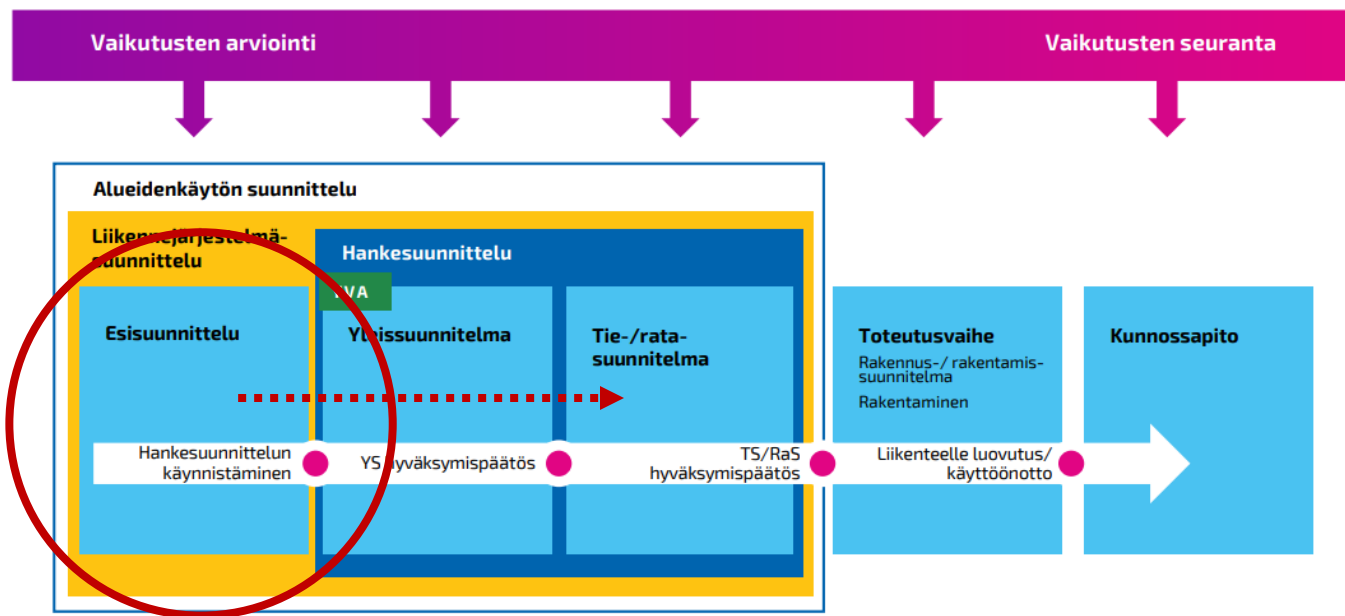 Vaikutusten arviointi
Vaikutusten seuranta
Alueidenkäytön suunnittelu
Liikennejärjestelmä-
suunnittelu
Hankesuunnittelu
YVA
Esisuunnittelu
Yleissuunnitelma
Tie-/rata-
suunnitelma
Toteutusvaihe
Rakennus-/ rakentamis-
suunnitelma
Rakentaminen
Kunnossapito
Hankesuunnittelun
käynnistäminen
YS hyväksymispäätös
TS/RaS
hyväksymispäätös
Liikenteelle luovutus/
käyttöönotto